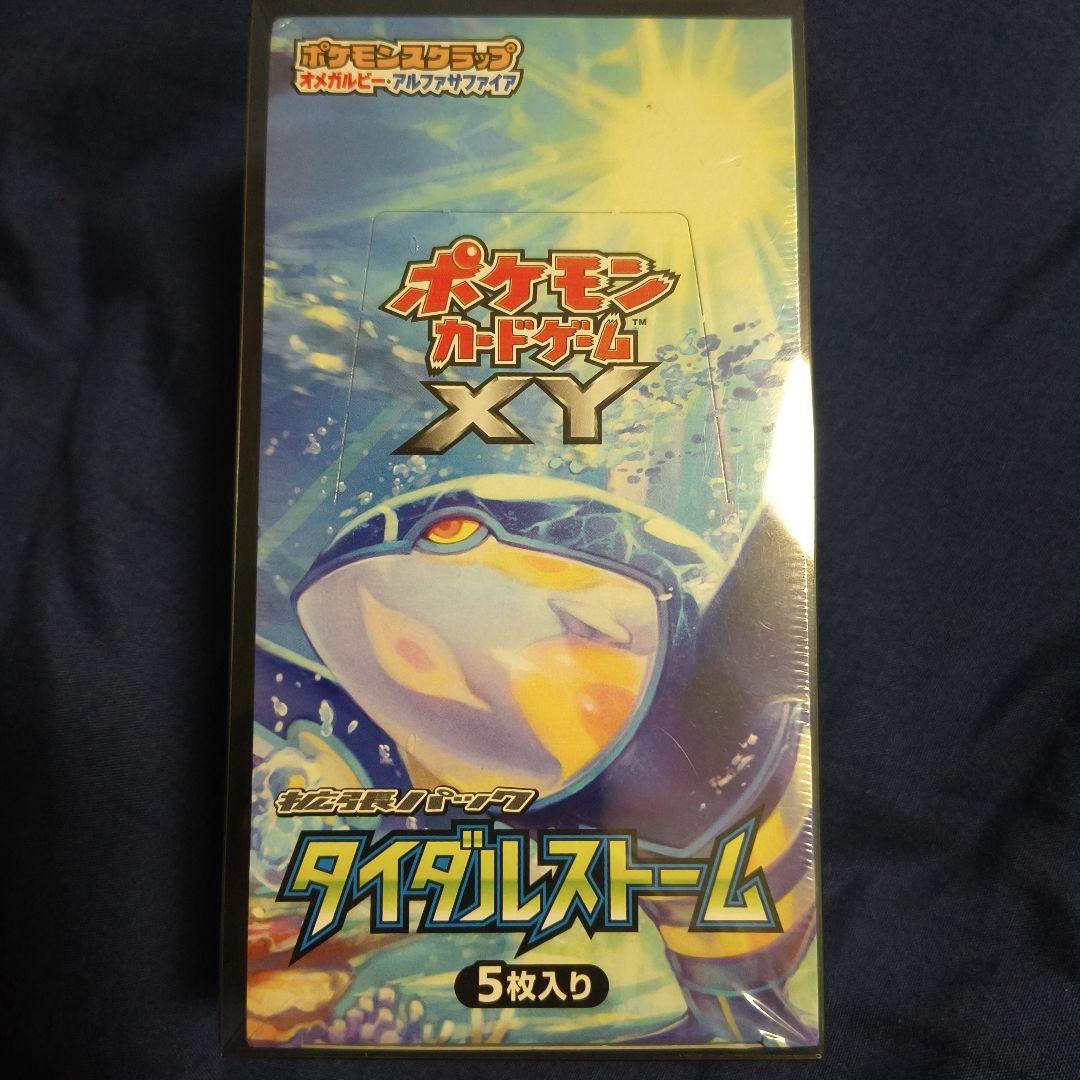 ポケモンスクラップ
オメガルビー・アルファサファイア
ポケモン
カードゲーム™
XY
拡張パック
タイダルストーム
5枚入り